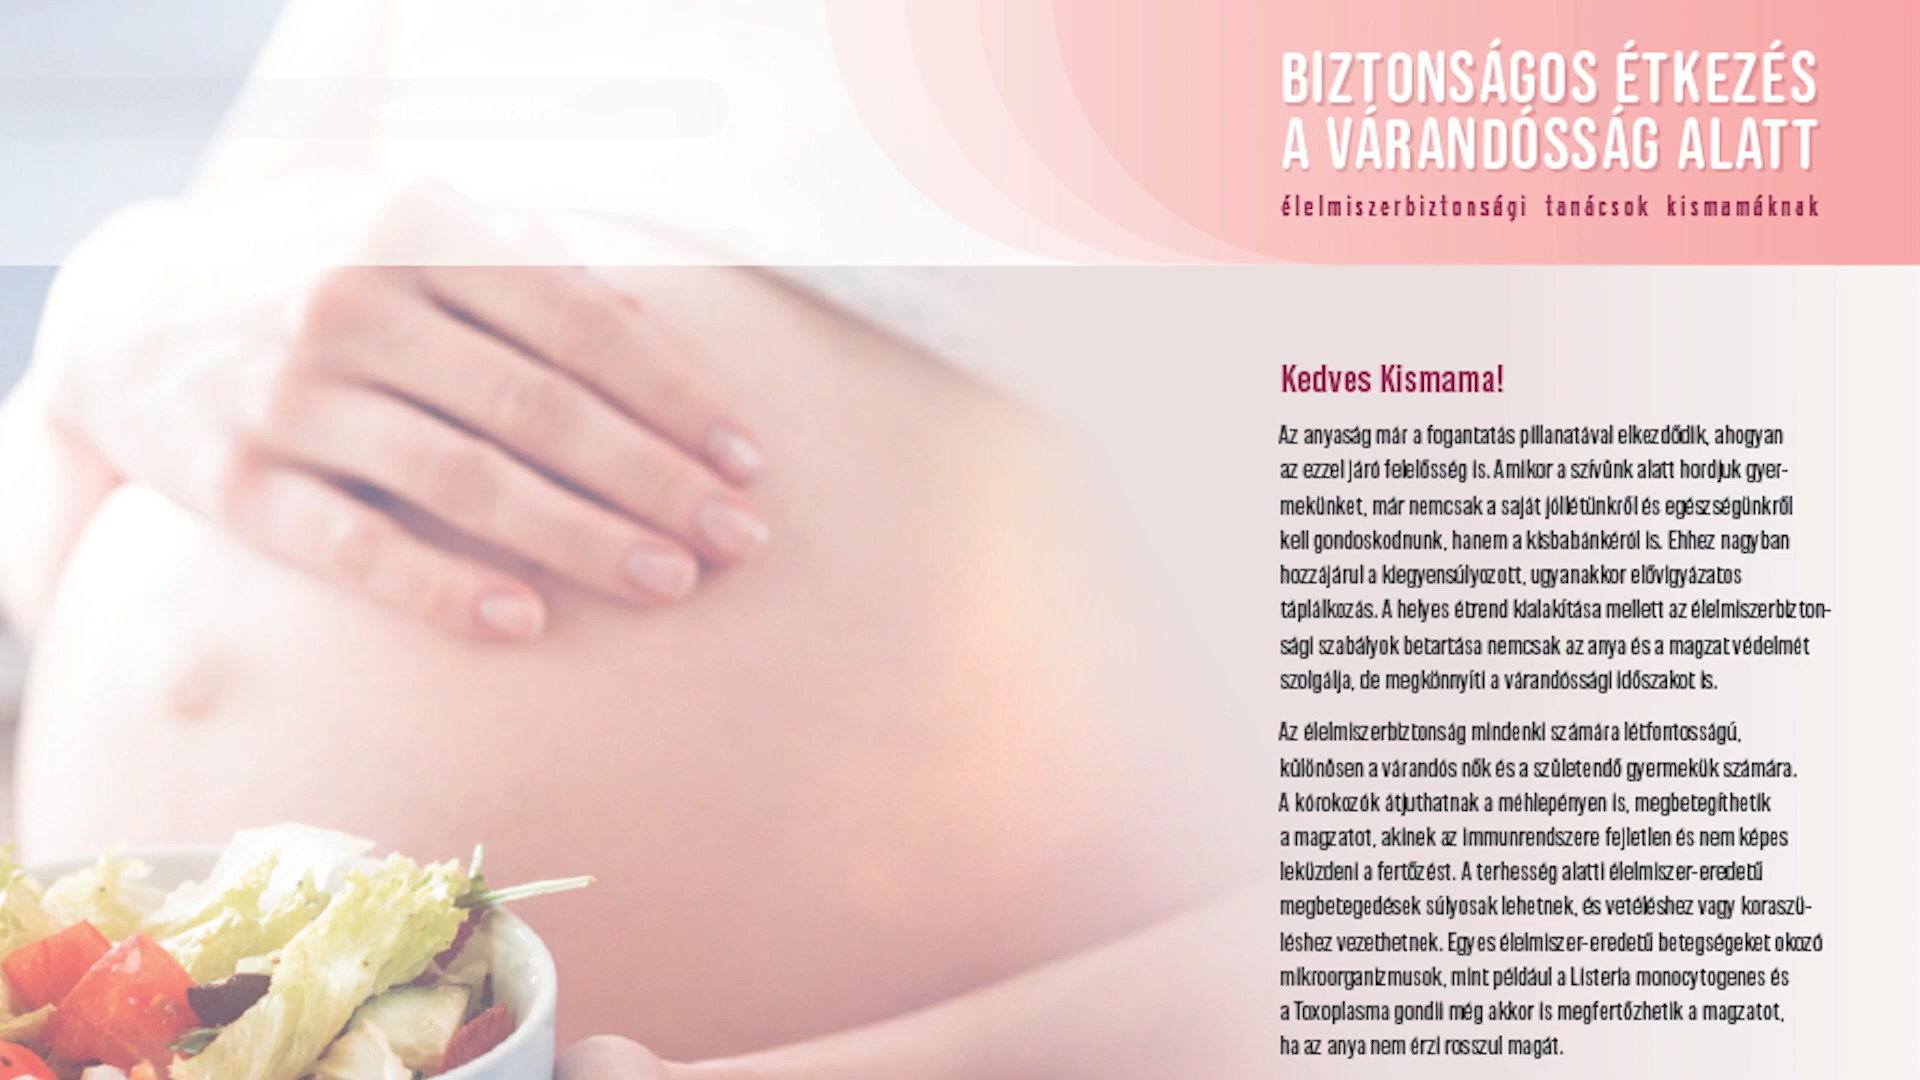 forrás: NÉBIH
BIZTONSÁGOS ÉTKEZÉS
A VÁRANDÓSSÁG ALATT
élelmiszerbiztonsági tanácsok kismamáknak
Kedves Kismama!
Az anyaság már a fogantatás pillanatával elkezdődik, ahogyan
az ezzel járó felelősség is. Amikor a szívünk alatt hordjuk gyer-
mekünket, már nemcsak a saját jóllétünkről és egészségünkről
kell gondoskodnunk, hanem a kisbabánkéról is. Ehhez nagyban
hozzájárul a kiegyensúlyozott, ugyanakkor elővigyázatos
táplálkozás. A helyes étrend kialakítása mellett az élelmiszerbizton-
sági szabályok betartása nemcsak az anya és a magzat védelmét
szolgálja, de megkönnyíti a várandóssági időszakot is.
Az élelmiszerbiztonság mindenki számára létfontosságú,
különösen a várandós nők és a születendő gyermekük számára.
A kórokozók átjuthatnak a méhlepényen is, megbetegíthetik
a magzatot, akinek az immunrendszere fejletlen és nem képes
leküzdeni a fertőzést. A terhesség alatti élelmiszer-eredetű
megbetegedések súlyosak lehetnek, és vetéléshez vagy koraszü-
léshez vezethetnek. Egyes élelmiszer-eredetű betegségeket okozó
mikroorganizmusok, mint például a Listeria monocytogenes és
a Toxoplasma gondii még akkor is megfertőzhetik a magzatot,
ha az anya nem érzi rosszul magát.